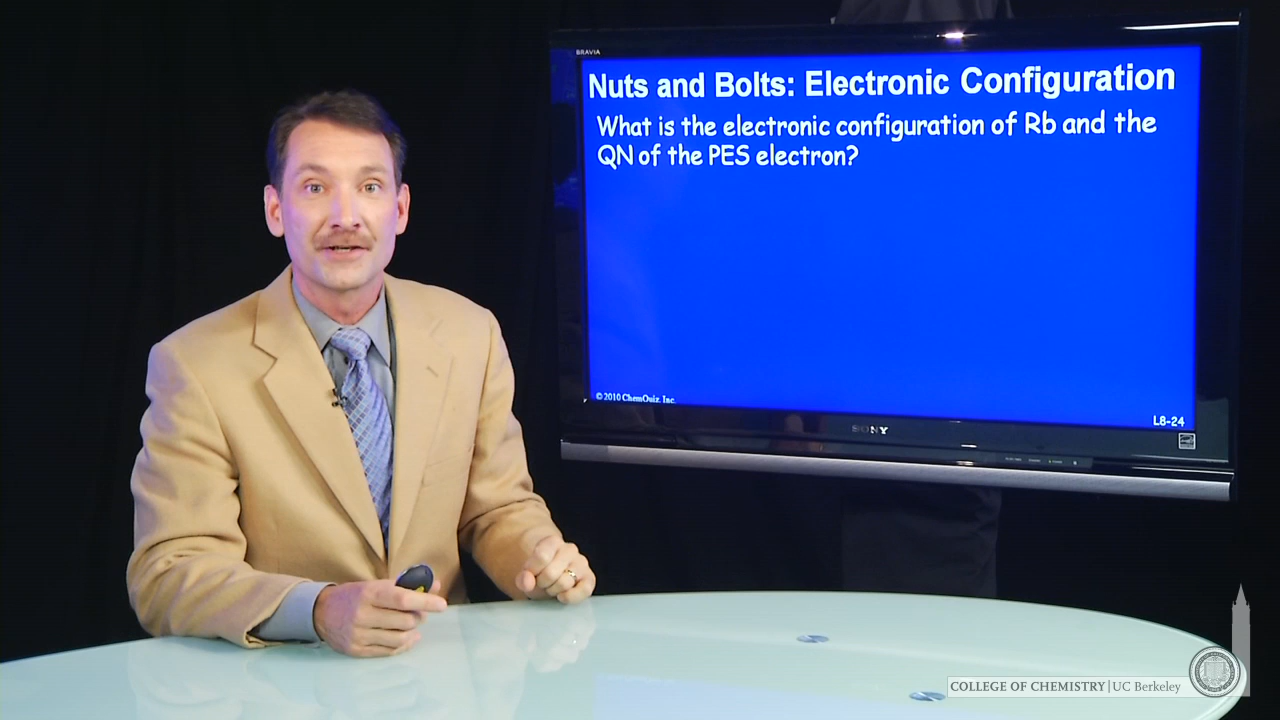 BRAVIA
Nuts and Bolts: Electronic Configuration
What is the electronic configuration of Rb and the
QN of the PES electron?
© 2010 ChemQuiz, Inc.
L8-24
SONY
COLLEGE OF CHEMISTRY | UC Berkeley